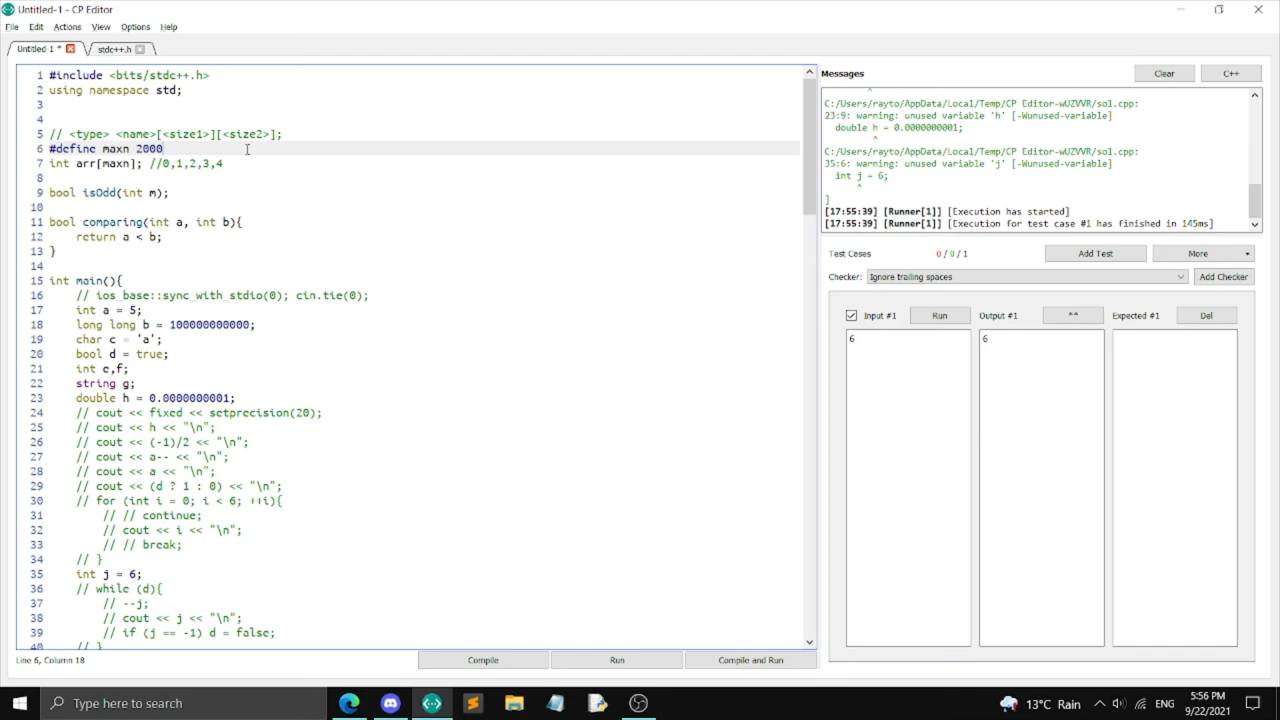 Untitled-1 - CP Editor
File Edit Actions View Options Help
Untitled-1 * stdc++.h
1 #include <bits/stdc++.h>
2 using namespace std;
3
4
5 // <type> <name>[<size1>][<size2>];
6 #define maxn 2000
7 int arr[maxn]; //0,1,2,3,4
8
9 bool isOdd(int m);
10
11 bool comparing(int a, int b){
12 return a < b;
13 }
14
15 int main(){
16 // ios_base::sync_with_stdio(0); cin.tie(0);
17 int a = 5;
18 long long b = 100000000000;
19 char c = 'a';
20 bool d = true;
21 int e,f;
22 string g;
23 double h = 0.0000000001;
24 // cout << fixed << setprecision(20);
25 // cout << h << "\n";
26 // cout << (-1)/2 << "\n";
27 // cout << a-- << "\n";
28 // cout << a << "\n";
29 // cout << (d ? 1 : 0) << "\n";
30 // for (int i = 0; i < 6; ++i){
31 // // continue;
32 // cout << i << "\n";
33 // // break;
34 // }
35 int j = 6;
36 // while (d){
37 // --j;
38 // cout << j << "\n";
39 // if (j == -1) d = false;
40 // }
Line 6, Column 18
Compile Run Compile and Run
Messages Clear C++
^
C:/Users/rayto/AppData/Local/Temp/CP Editor-wUZVVR/sol.cpp:
23:9: warning: unused variable 'h' [-Wunused-variable]
double h = 0.0000000001;
^
C:/Users/rayto/AppData/Local/Temp/CP Editor-wUZVVR/sol.cpp:
35:6: warning: unused variable 'j' [-Wunused-variable]
int j = 6;
^
]
[17:55:39] [Runner[1]] [Execution has started]
[17:55:39] [Runner[1]] [Execution for test case #1 has finished in 145ms]
Test Cases 0 / 0 / 1 Add Test More
Checker: Ignore trailing spaces Add Checker
Input #1 Run Output #1 ^^ Expected #1 Del
6 6
Type here to search
13°C Rain ENG 5:56 PM
9/22/2021